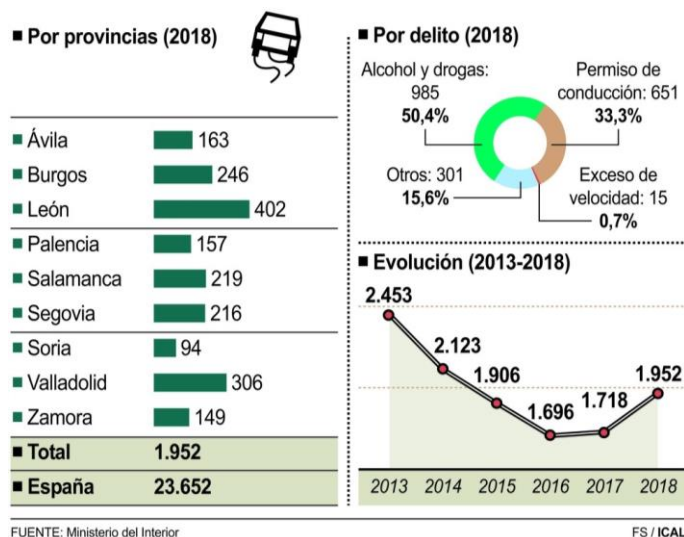 ■ Por provincias (2018)
■ Ávila 163
■ Burgos 246
■ León 402
■ Palencia 157
■ Salamanca 219
■ Segovia 216
■ Soria 94
■ Valladolid 306
■ Zamora 149
■ Total 1.952
■ España 23.652
■ Por delito (2018)
Alcohol y drogas:
985
50,4%
Permiso de
conducción: 651
33,3%
Otros: 301
15,6%
Exceso de
velocidad: 15
0,7%
■ Evolución (2013-2018)
2.453
2.123
1.906
1.696
1.718
1.952
2013 2014 2015 2016 2017 2018
FUENTE: Ministerio del Interior
FS / ICAL